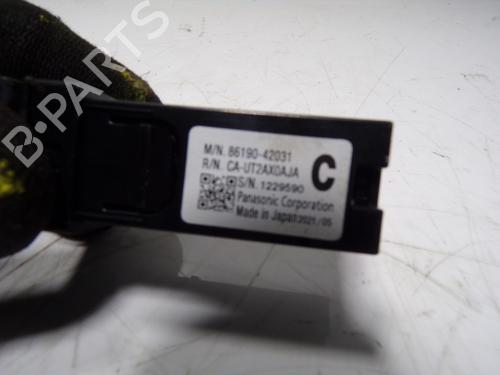 M/N. 86190-42031
R/N. CA-UT2AX0AJA
C
S/N. 1229590
Panasonic Corporation
Made in Japan 2021/05
B-PARTS